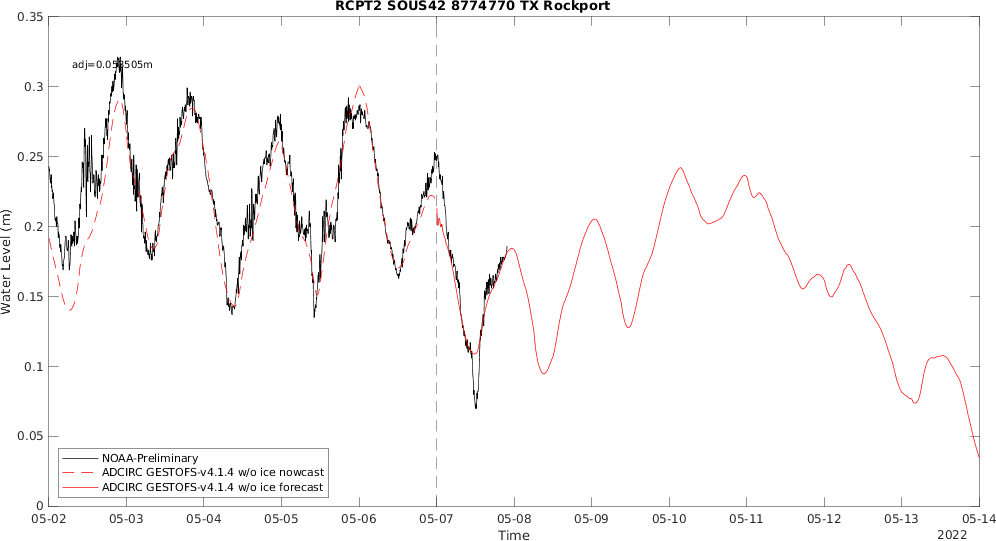 RCPT2 SOUS42 8774770 TX Rockport
0.35
0.3
0.25
0.2
0.15
0.1
0.05
0
Water Level (m)
adj=0.058505m
NOAA-Preliminary
ADCIRC GESTOFS-v4.1.4 w/o ice nowcast
ADCIRC GESTOFS-v4.1.4 w/o ice forecast
05-02 05-03 05-04 05-05 05-06 05-07 05-08 05-09 05-10 05-11 05-12 05-13 05-14
Time
2022